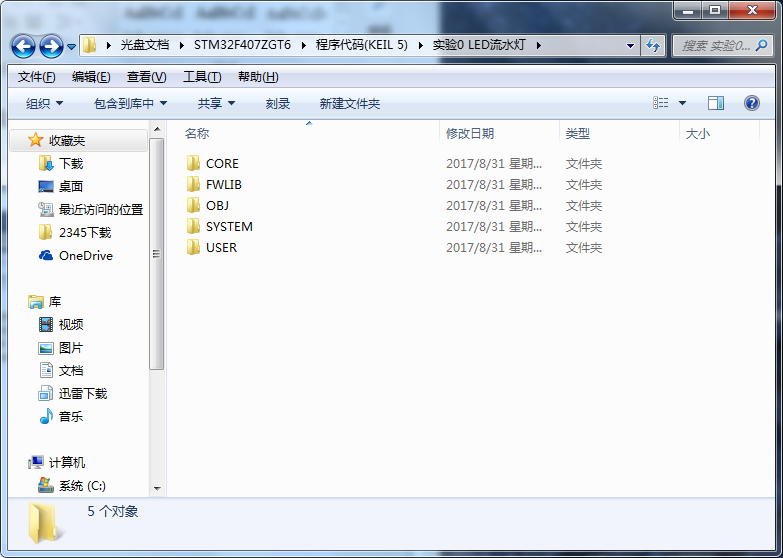 光盘文档 STM32F407ZGT6 程序代码(KEIL 5) 实验0 LED流水灯 搜索 实验0...
文件(F) 编辑(E) 查看(V) 工具(T) 帮助(H)
组织 包含到库中 共享 刻录 新建文件夹
名称 修改日期 类型 大小
收藏夹
下载
桌面
最近访问的位置
2345下载
OneDrive
库
视频
图片
文档
迅雷下载
音乐
计算机
系统 (C:)
CORE 2017/8/31 星期... 文件夹
FWLIB 2017/8/31 星期... 文件夹
OBJ 2017/8/31 星期... 文件夹
SYSTEM 2017/8/31 星期... 文件夹
USER 2017/8/31 星期... 文件夹
5 个对象